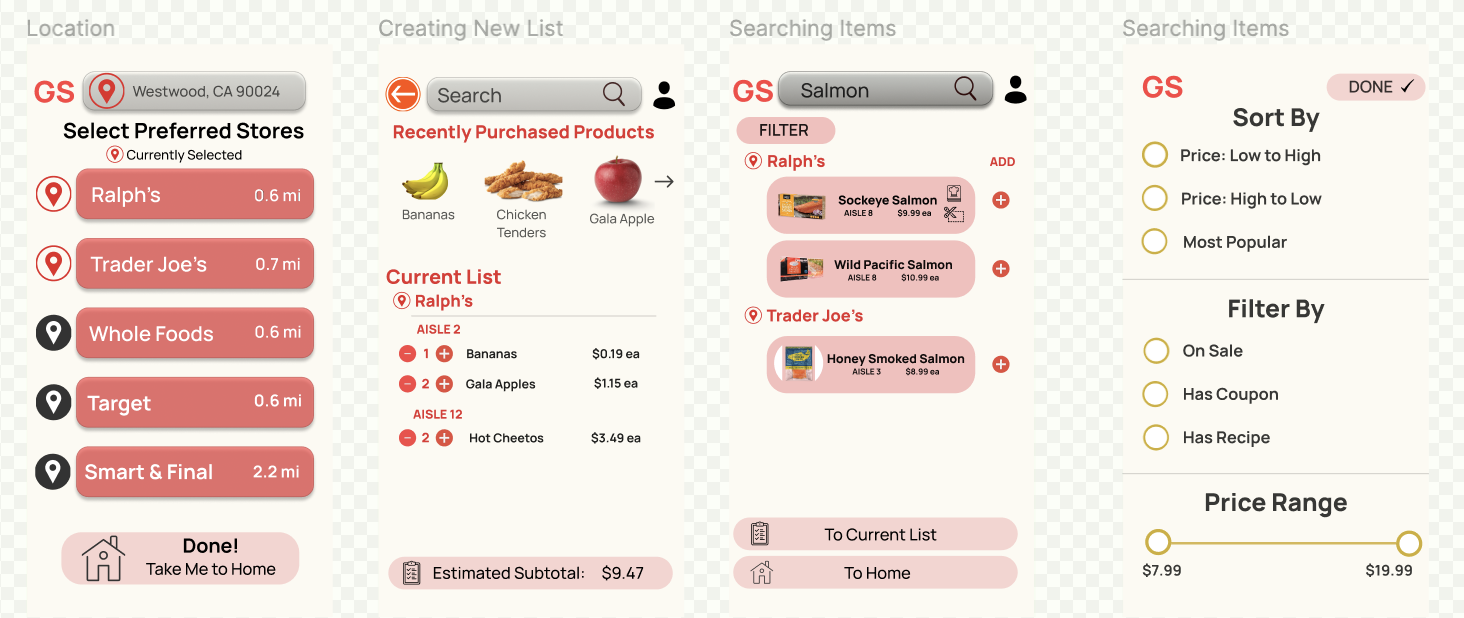 Location
GS
Westwood, CA 90024
Select Preferred Stores
Currently Selected
Ralph's 0.6 mi
Trader Joe's 0.7 mi
Whole Foods 0.6 mi
Target 0.6 mi
Smart & Final 2.2 mi
Done!
Take Me to Home
Creating New List
Search
Recently Purchased Products
Bananas
Chicken
Tenders
Gala Apple
Current List
Ralph's
AISLE 2
1 Bananas $0.19 ea
2 Gala Apples $1.15 ea
AISLE 12
2 Hot Cheetos $3.49 ea
Estimated Subtotal: $9.47
Searching Items
GS
Salmon
FILTER
Ralph's ADD
Sockeye Salmon
AISLE 8 $9.99 ea
Wild Pacific Salmon
AISLE 8 $10.99 ea
Trader Joe's
Honey Smoked Salmon
AISLE 3 $8.99 ea
To Current List
To Home
Searching Items
GS
DONE ✓
Sort By
Price: Low to High
Price: High to Low
Most Popular
Filter By
On Sale
Has Coupon
Has Recipe
Price Range
$7.99 $19.99